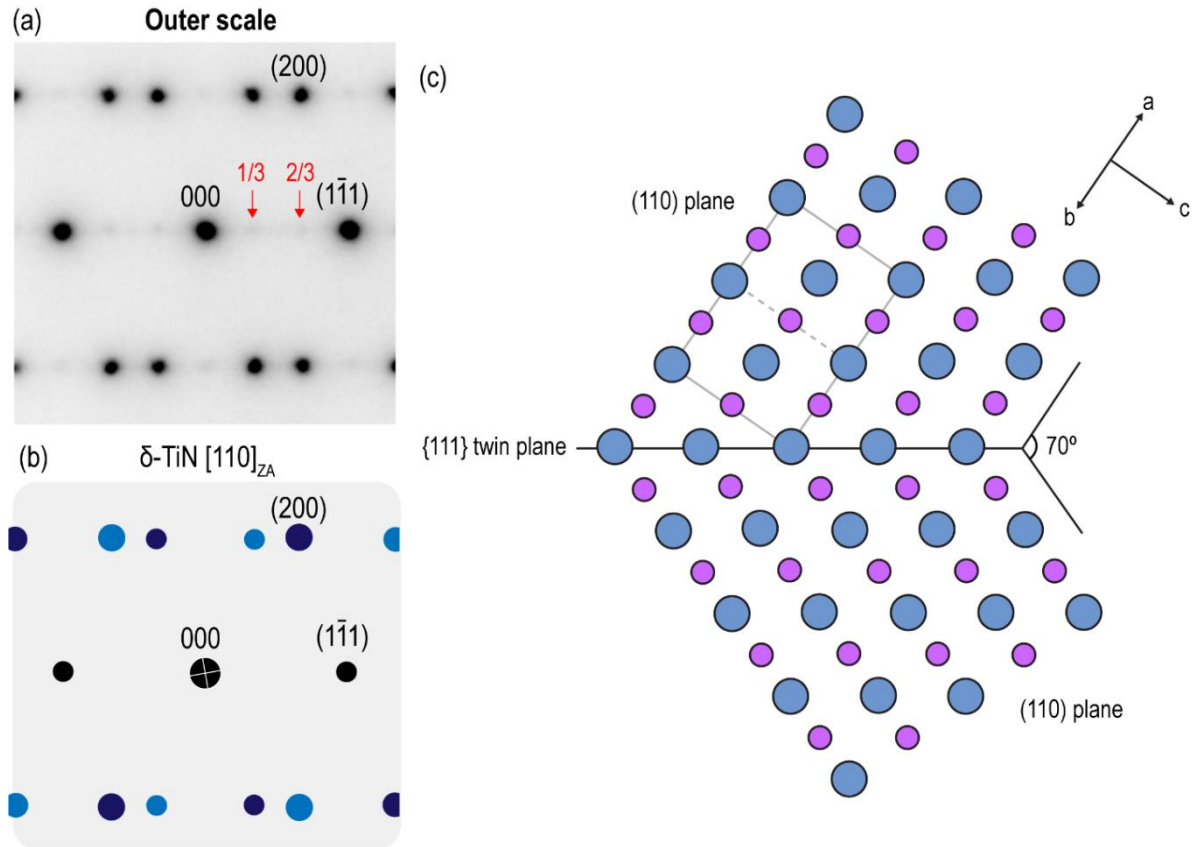 (a)
Outer scale
(200)
1/3
2/3
000
(11̅1)
(b)
δ-TiN [110]ZA
(200)
000
(11̅1)
(c)
a
b
c
(110) plane
{111} twin plane
70º
(110) plane